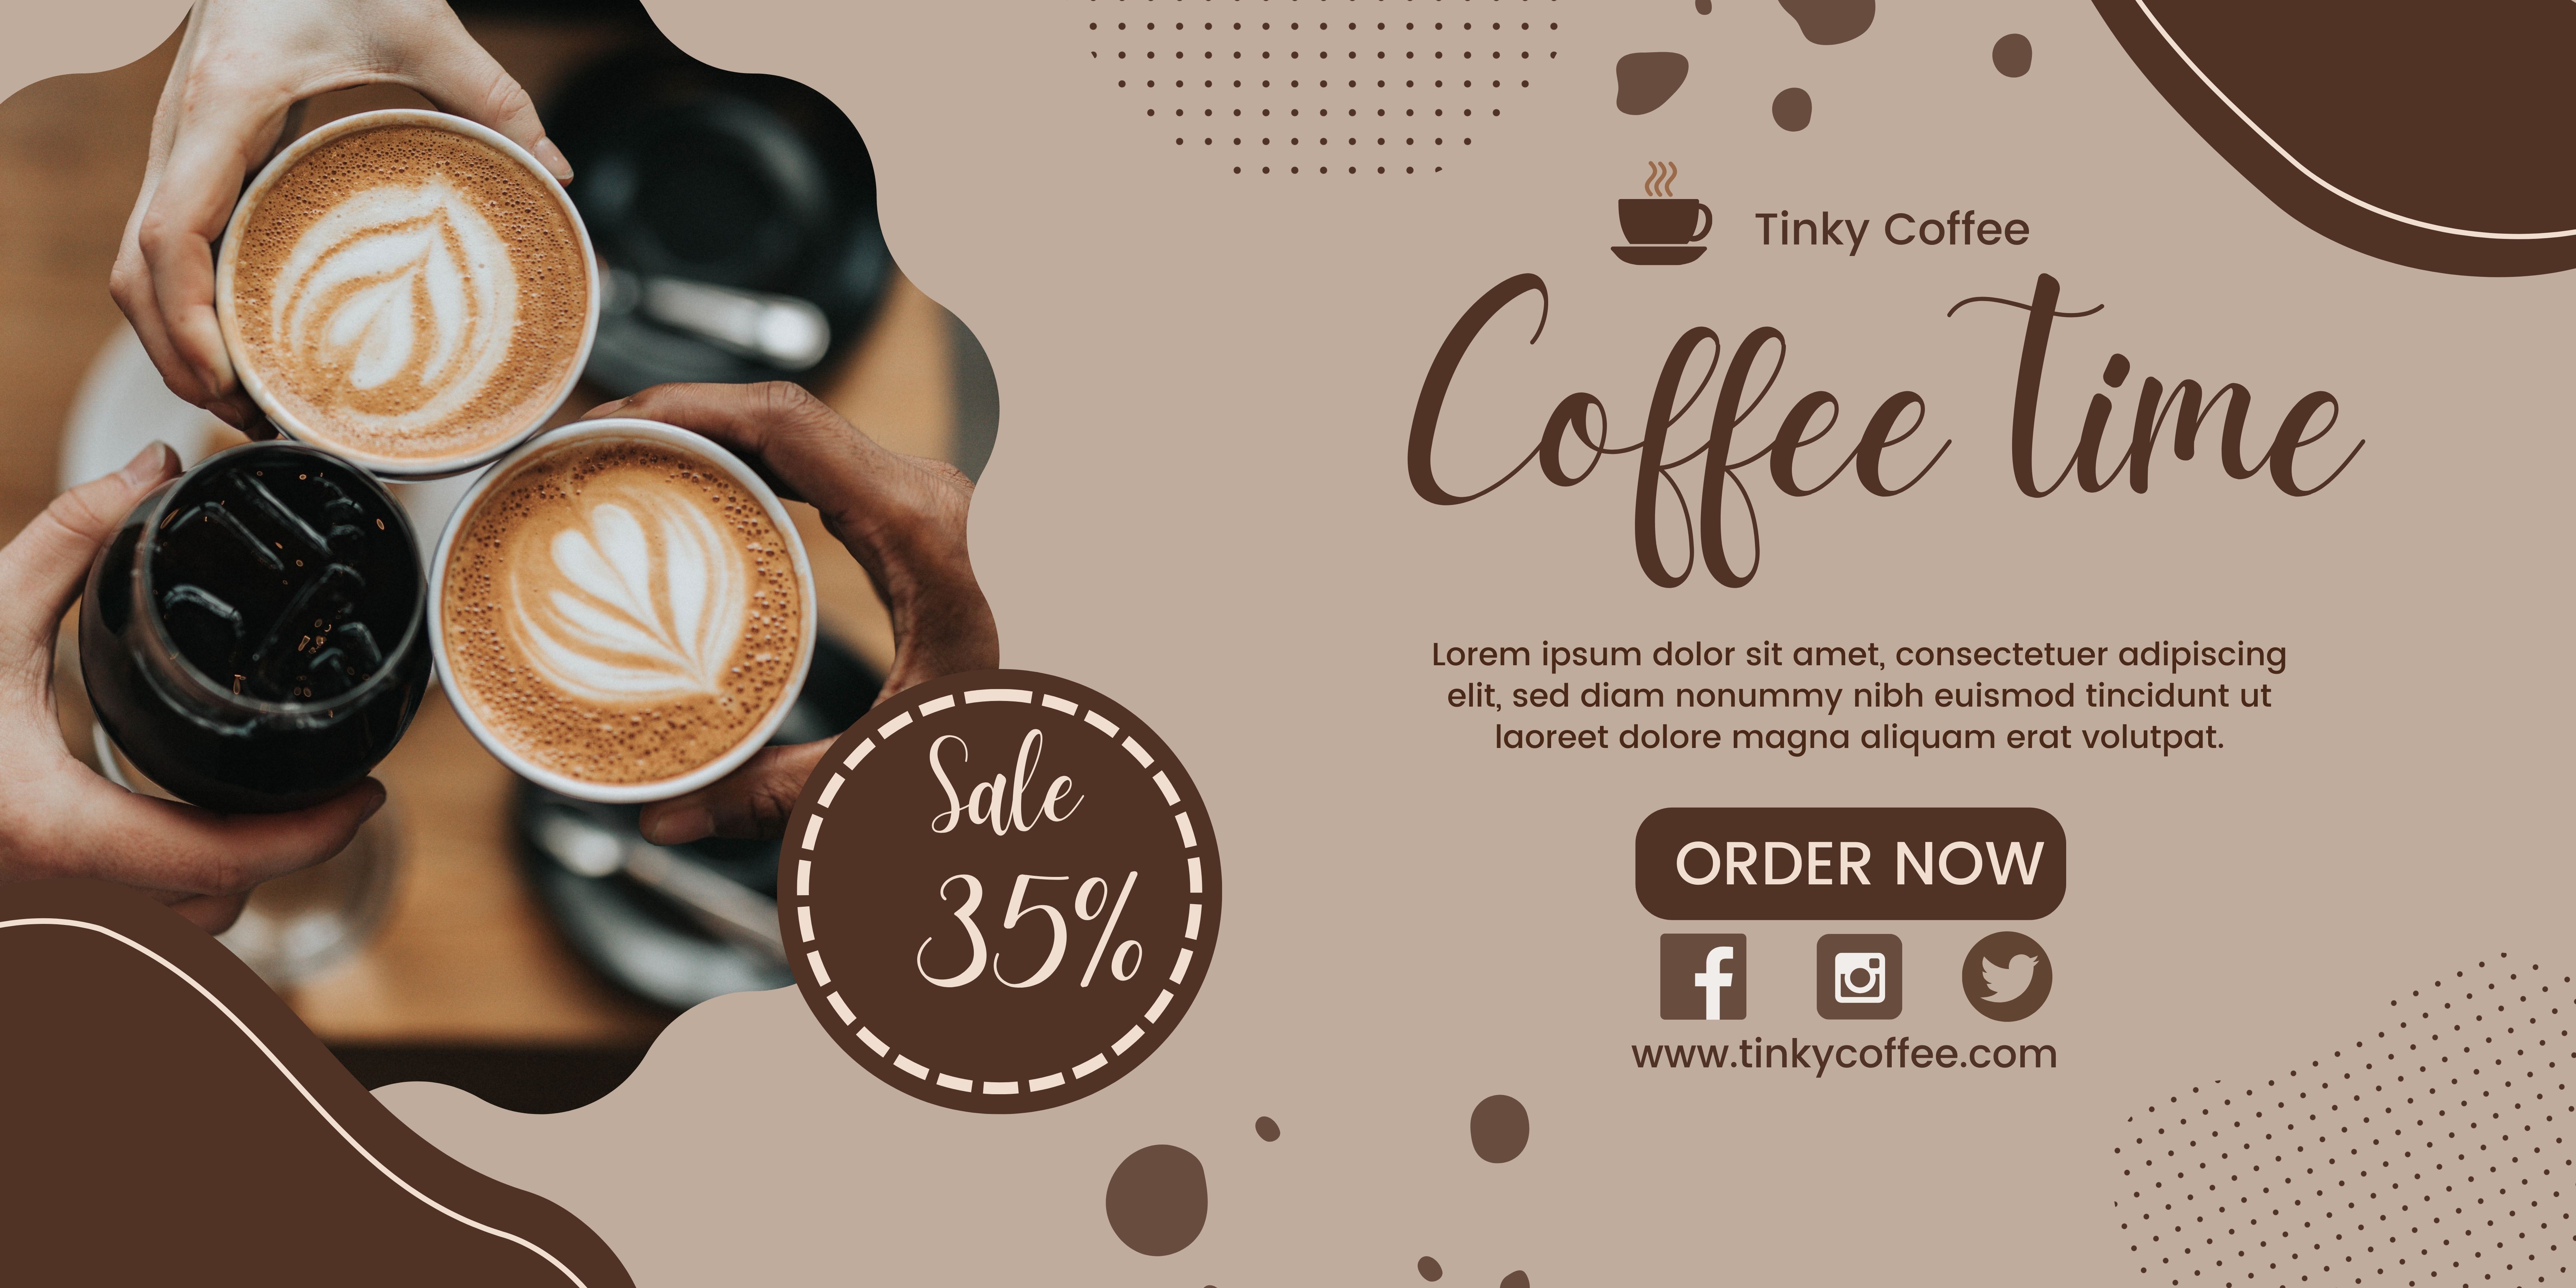 Tinky Coffee
Coffee time
Lorem ipsum dolor sit amet, consectetuer adipiscing
elit, sed diam nonummy nibh euismod tincidunt ut
laoreet dolore magna aliquam erat volutpat.
Sale
35%
ORDER NOW
www.tinkycoffee.com